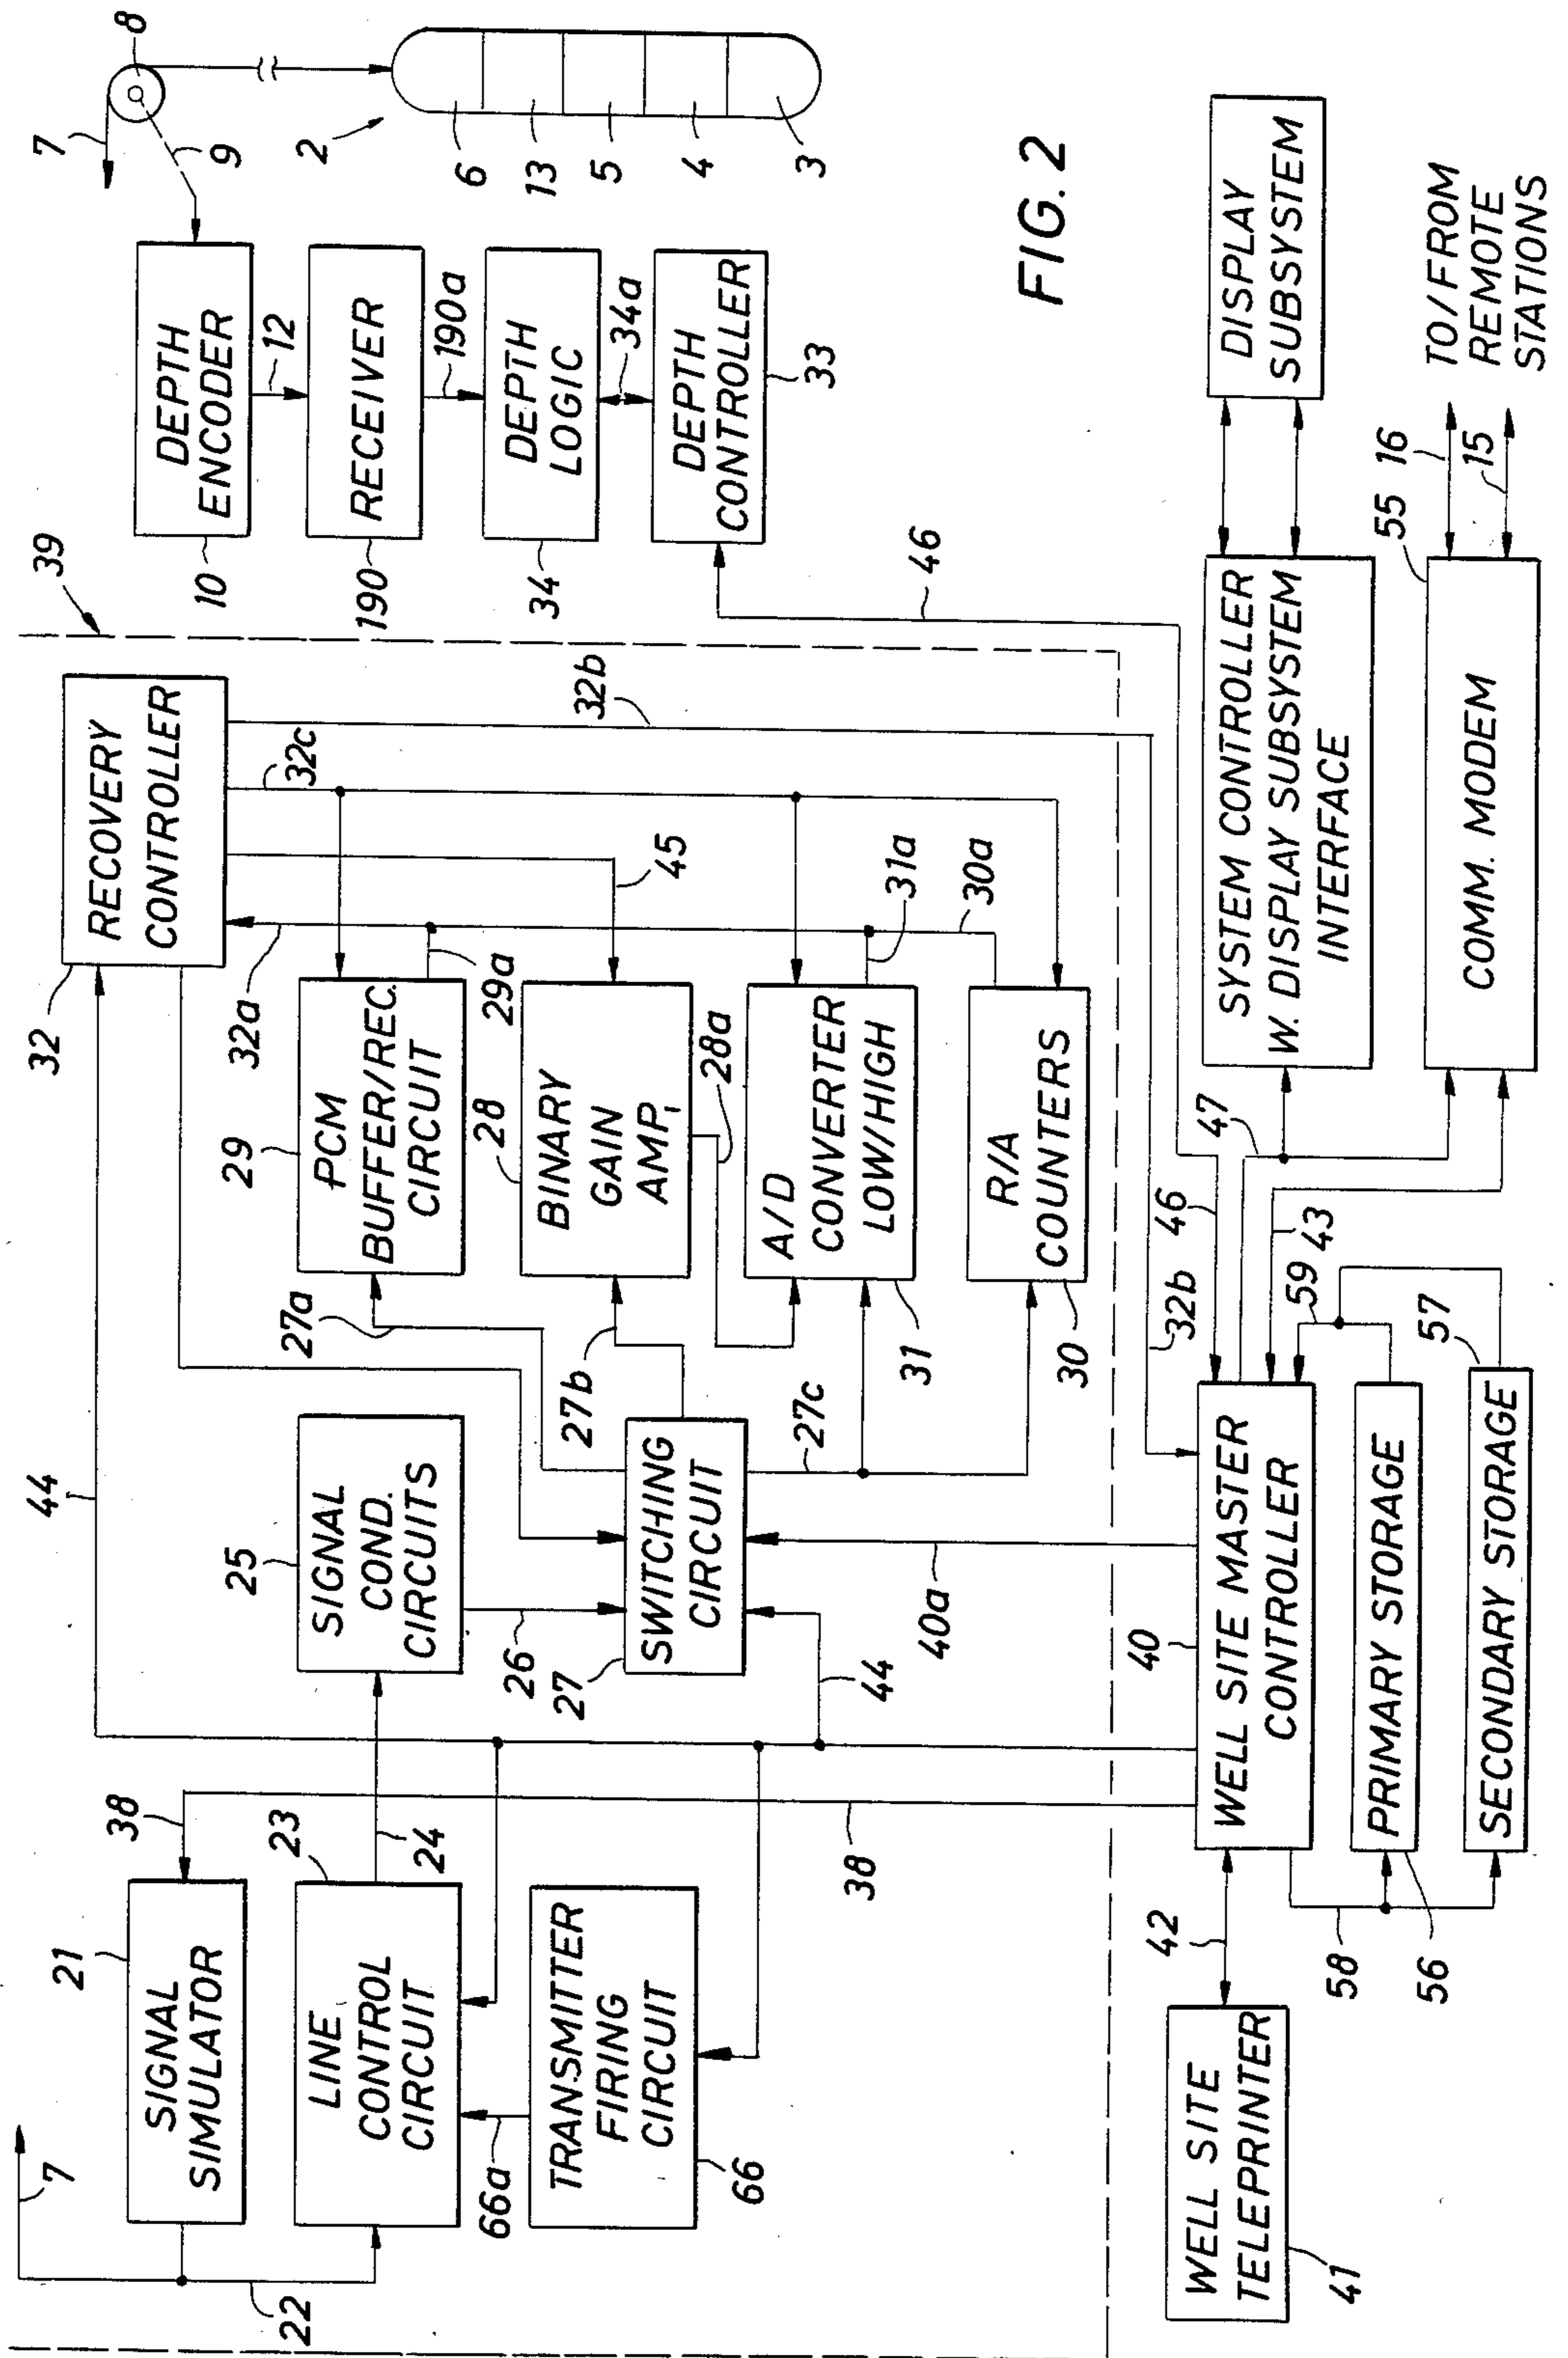 7
22
SIGNAL
SIMULATOR
21
38
LINE
CONTROL
CIRCUIT
23
24
66a
TRANSMITTER
FIRING
CIRCUIT
66
38
44
SIGNAL
COND.
CIRCUITS
25
26
SWITCHING
CIRCUIT
27
44
40a
27a
27b
27c
RECOVERY
CONTROLLER
32
32a
32c
32b
45
PCM
BUFFER/REC.
CIRCUIT
29
29a
BINARY
GAIN
AMP.
28
28a
A/D
CONVERTER
LOW/HIGH
31
31a
R/A
COUNTERS
30
30a
39
7
8
9
2
6
13
5
4
3
DEPTH
ENCODER
10
12
RECEIVER
190
190a
DEPTH
LOGIC
34
34a
DEPTH
CONTROLLER
33
46
FIG. 2
WELL SITE
TELEPRINTER
41
42
WELL SITE MASTER
CONTROLLER
40
32b
46
47
43
59
PRIMARY STORAGE
56
58
SECONDARY STORAGE
57
SYSTEM CONTROLLER
W. DISPLAY SUBSYSTEM
INTERFACE
DISPLAY
SUBSYSTEM
COMM. MODEM
55
16
15
TO/FROM
REMOTE
STATIONS